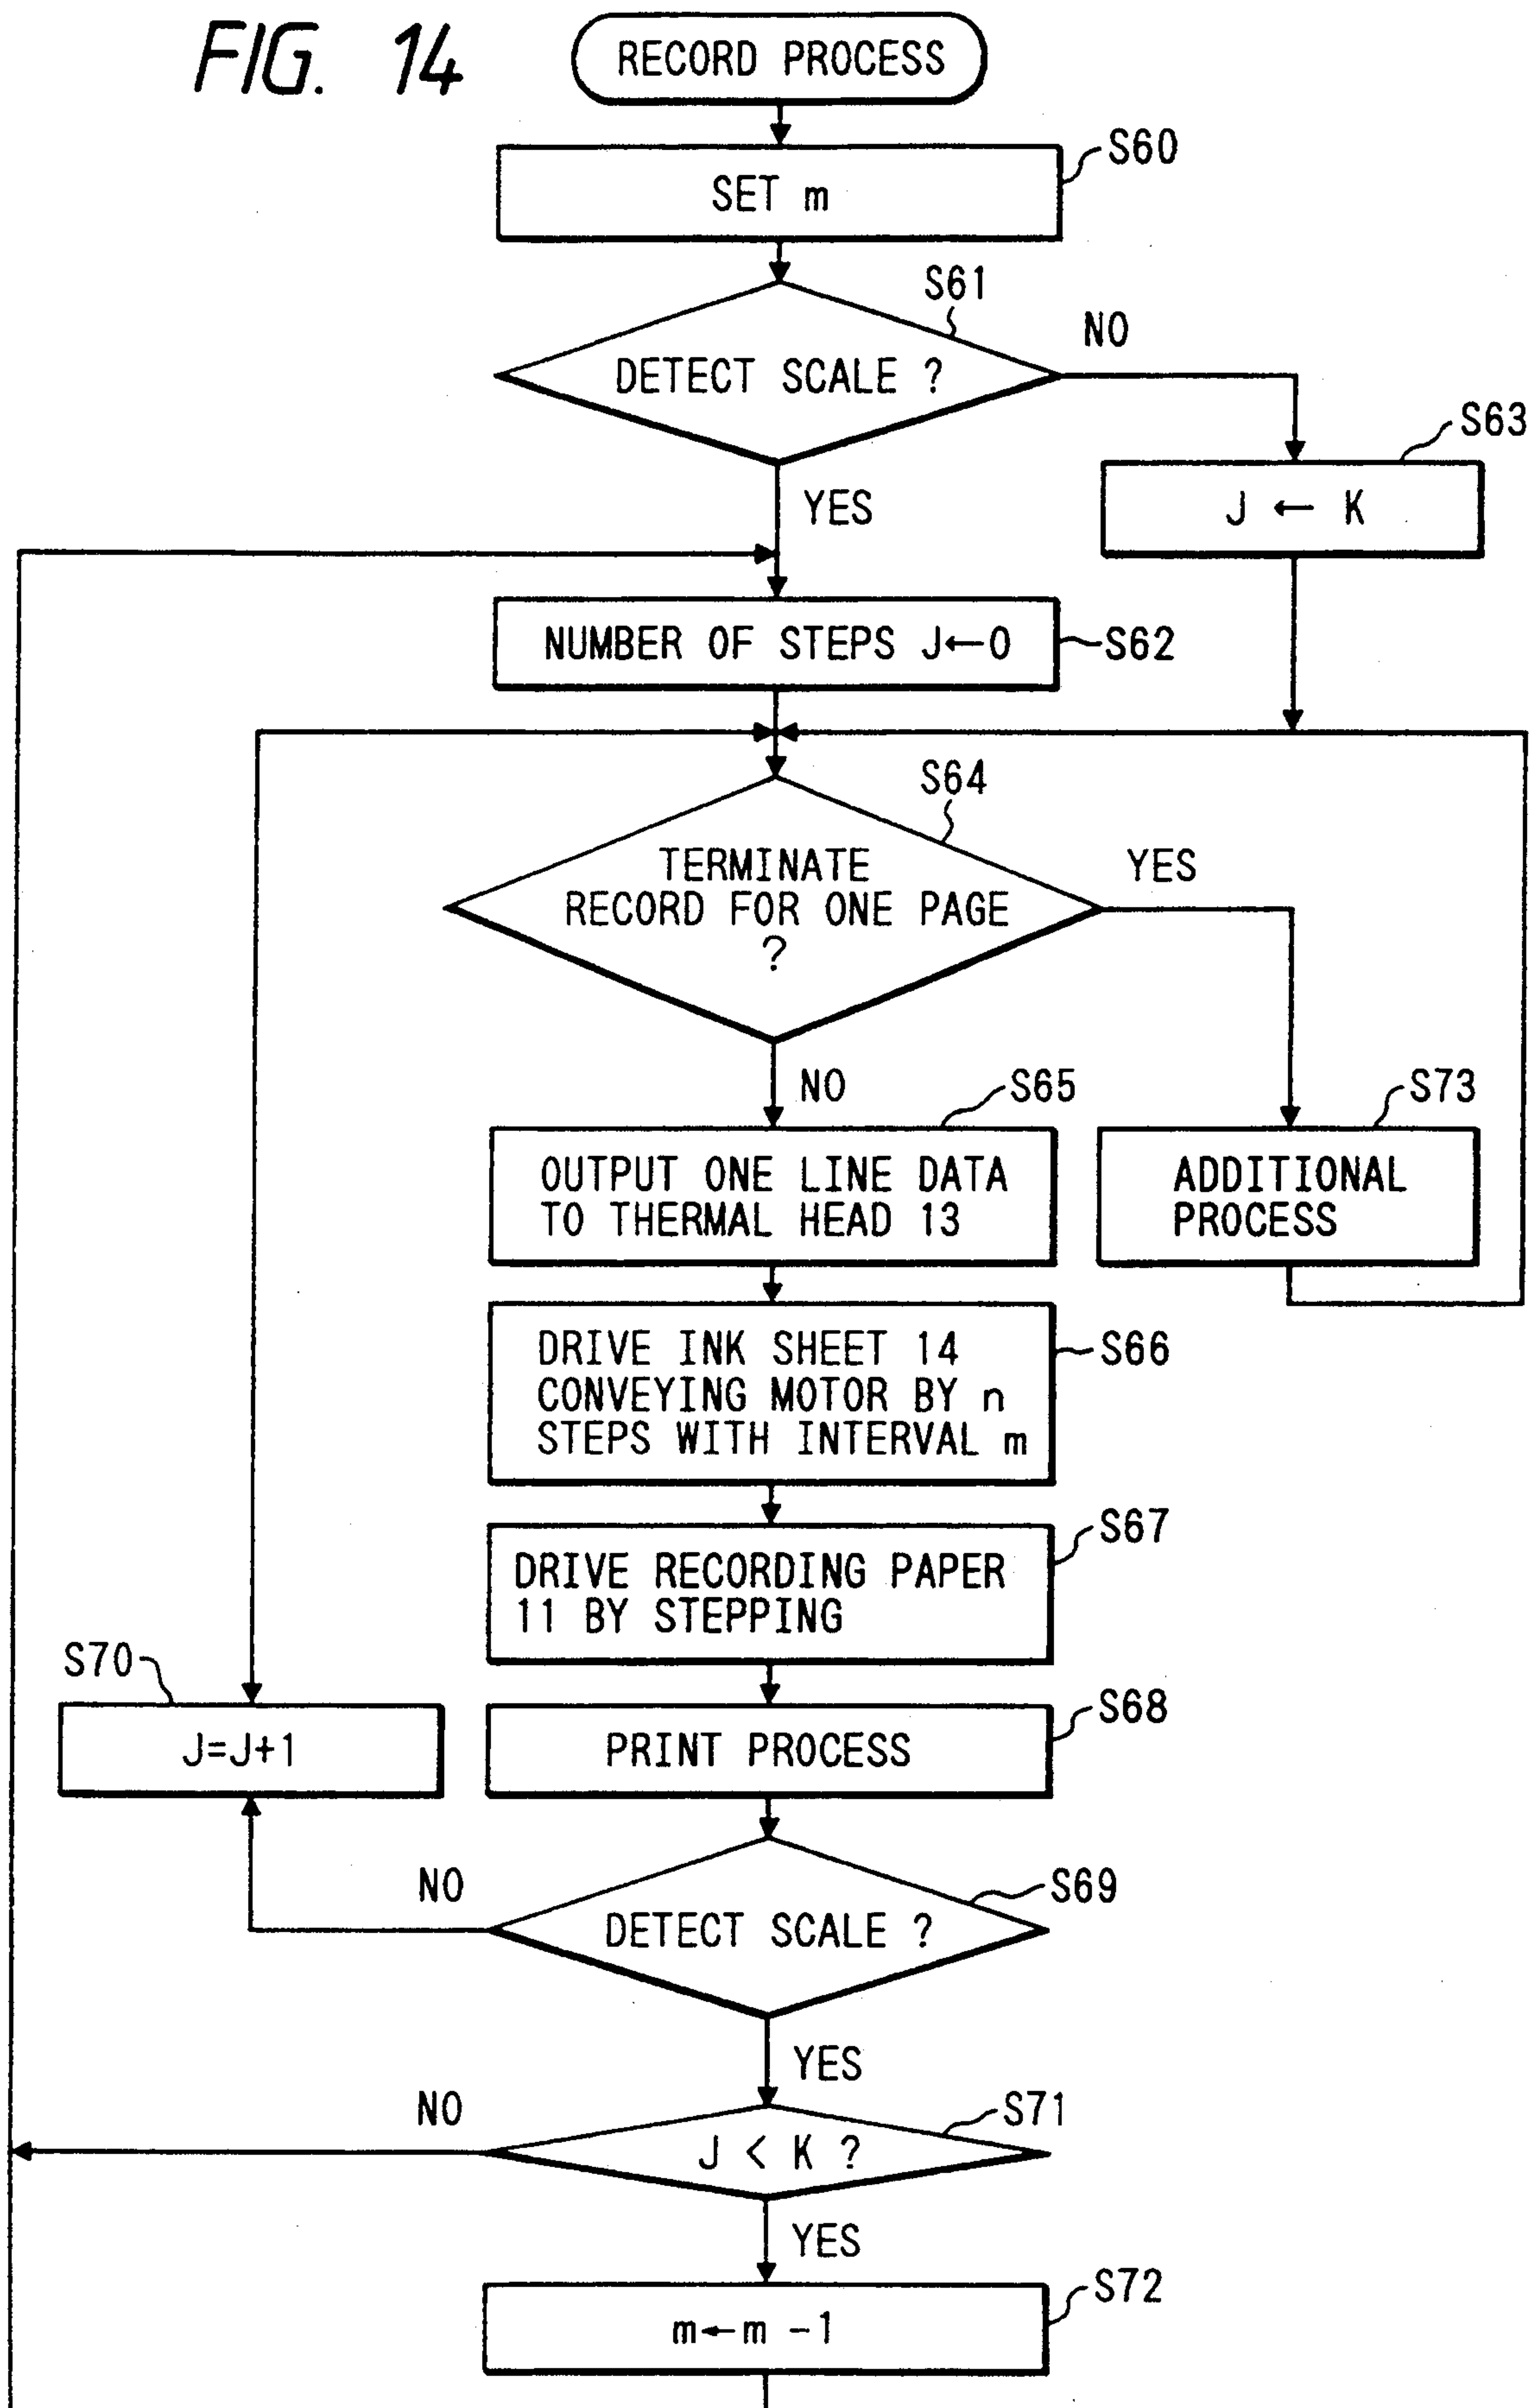 FIG. 14
RECORD PROCESS
S60
SET m
S61
DETECT SCALE ?
NO
S63
J ← K
YES
NUMBER OF STEPS J←0
S62
S64
TERMINATE
RECORD FOR ONE PAGE
?
YES
NO
S65
OUTPUT ONE LINE DATA
TO THERMAL HEAD 13
S73
ADDITIONAL
PROCESS
DRIVE INK SHEET 14
CONVEYING MOTOR BY n
STEPS WITH INTERVAL m
S66
S67
DRIVE RECORDING PAPER
11 BY STEPPING
S70
J=J+1
S68
PRINT PROCESS
NO
S69
DETECT SCALE ?
YES
NO
S71
J < K ?
YES
S72
m←m -1